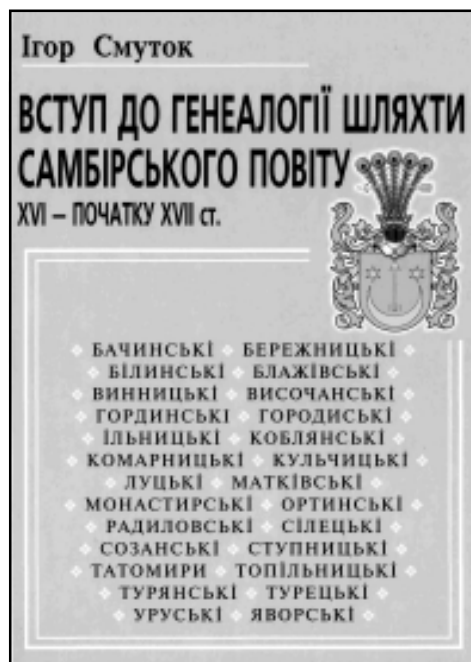 Ігор Смуток
ВСТУП ДО ГЕНЕАЛОГІЇ ШЛЯХТИ
САМБІРСЬКОГО ПОВІТУ
XVI – ПОЧАТКУ XVII ст.
БАЧИНСЬКІ БЕРЕЖНИЦЬКІ
БІЛИНСЬКІ БЛАЖІВСЬКІ
ВИННИЦЬКІ ВИСОЧАНСЬКІ
ГОРДИНСЬКІ ГОРОДИСЬКІ
ІЛЬНИЦЬКІ КОБЛЯНСЬКІ
КОМАРНИЦЬКІ КУЛЬЧИЦЬКІ
ЛУЦЬКІ МАТКІВСЬКІ
МОНАСТИРСЬКІ ОРТИНСЬКІ
РАДИЛОВСЬКІ СІЛЕЦЬКІ
СОЗАНСЬКІ СТУПНИЦЬКІ
ТАТОМИРИ ТОПІЛЬНИЦЬКІ
ТУРЯНСЬКІ ТУРЕЦЬКІ
УРУСЬКІ ЯВОРСЬКІ